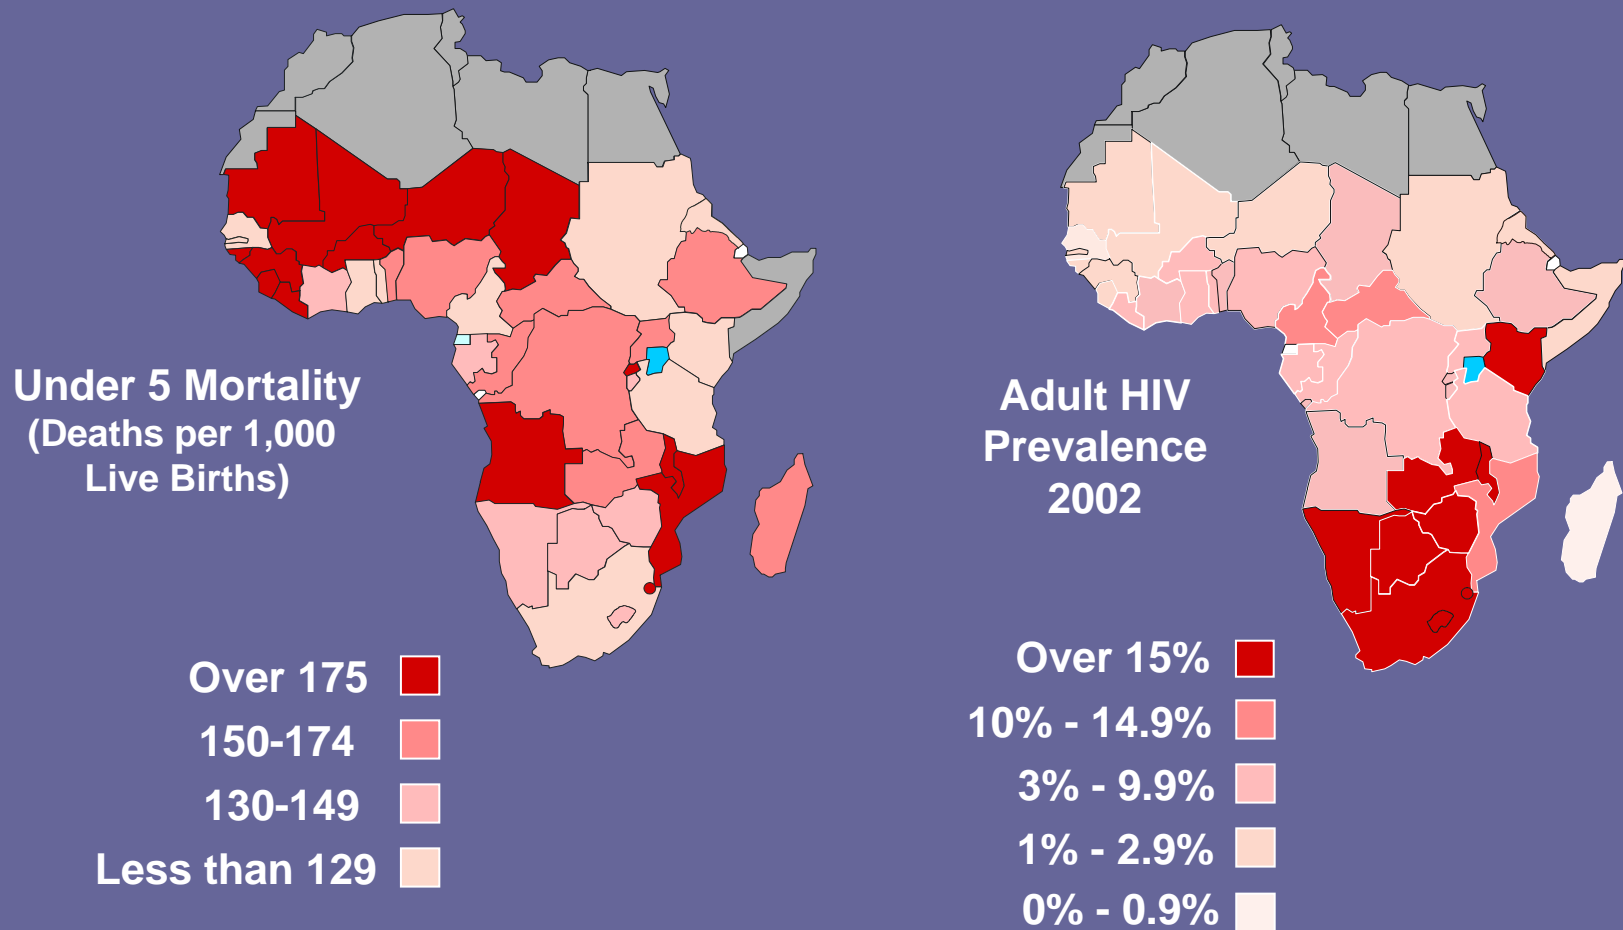 Under 5 Mortality
(Deaths per 1,000
Live Births)
Over 175
150-174
130-149
Less than 129
Adult HIV
Prevalence
2002
Over 15%
10% - 14.9%
3% - 9.9%
1% - 2.9%
0% - 0.9%